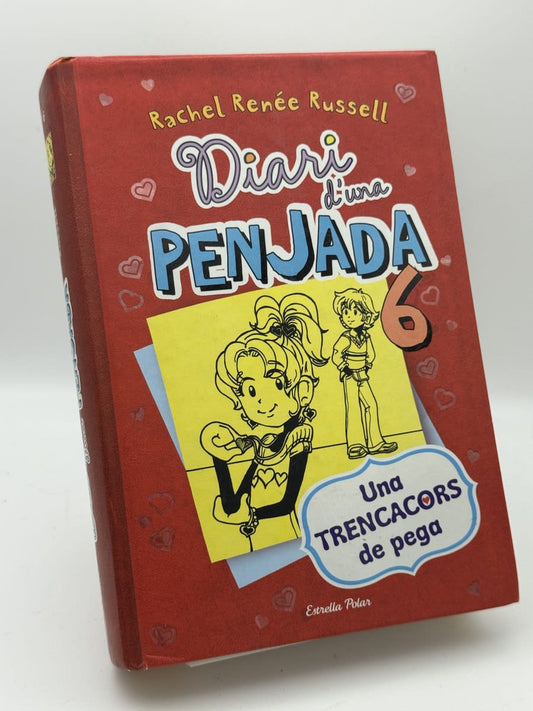 Rachel Renée Russell
Diari
d'una
PENJADA
6
Una
TRENCACORS
de pega
Estrella Polar